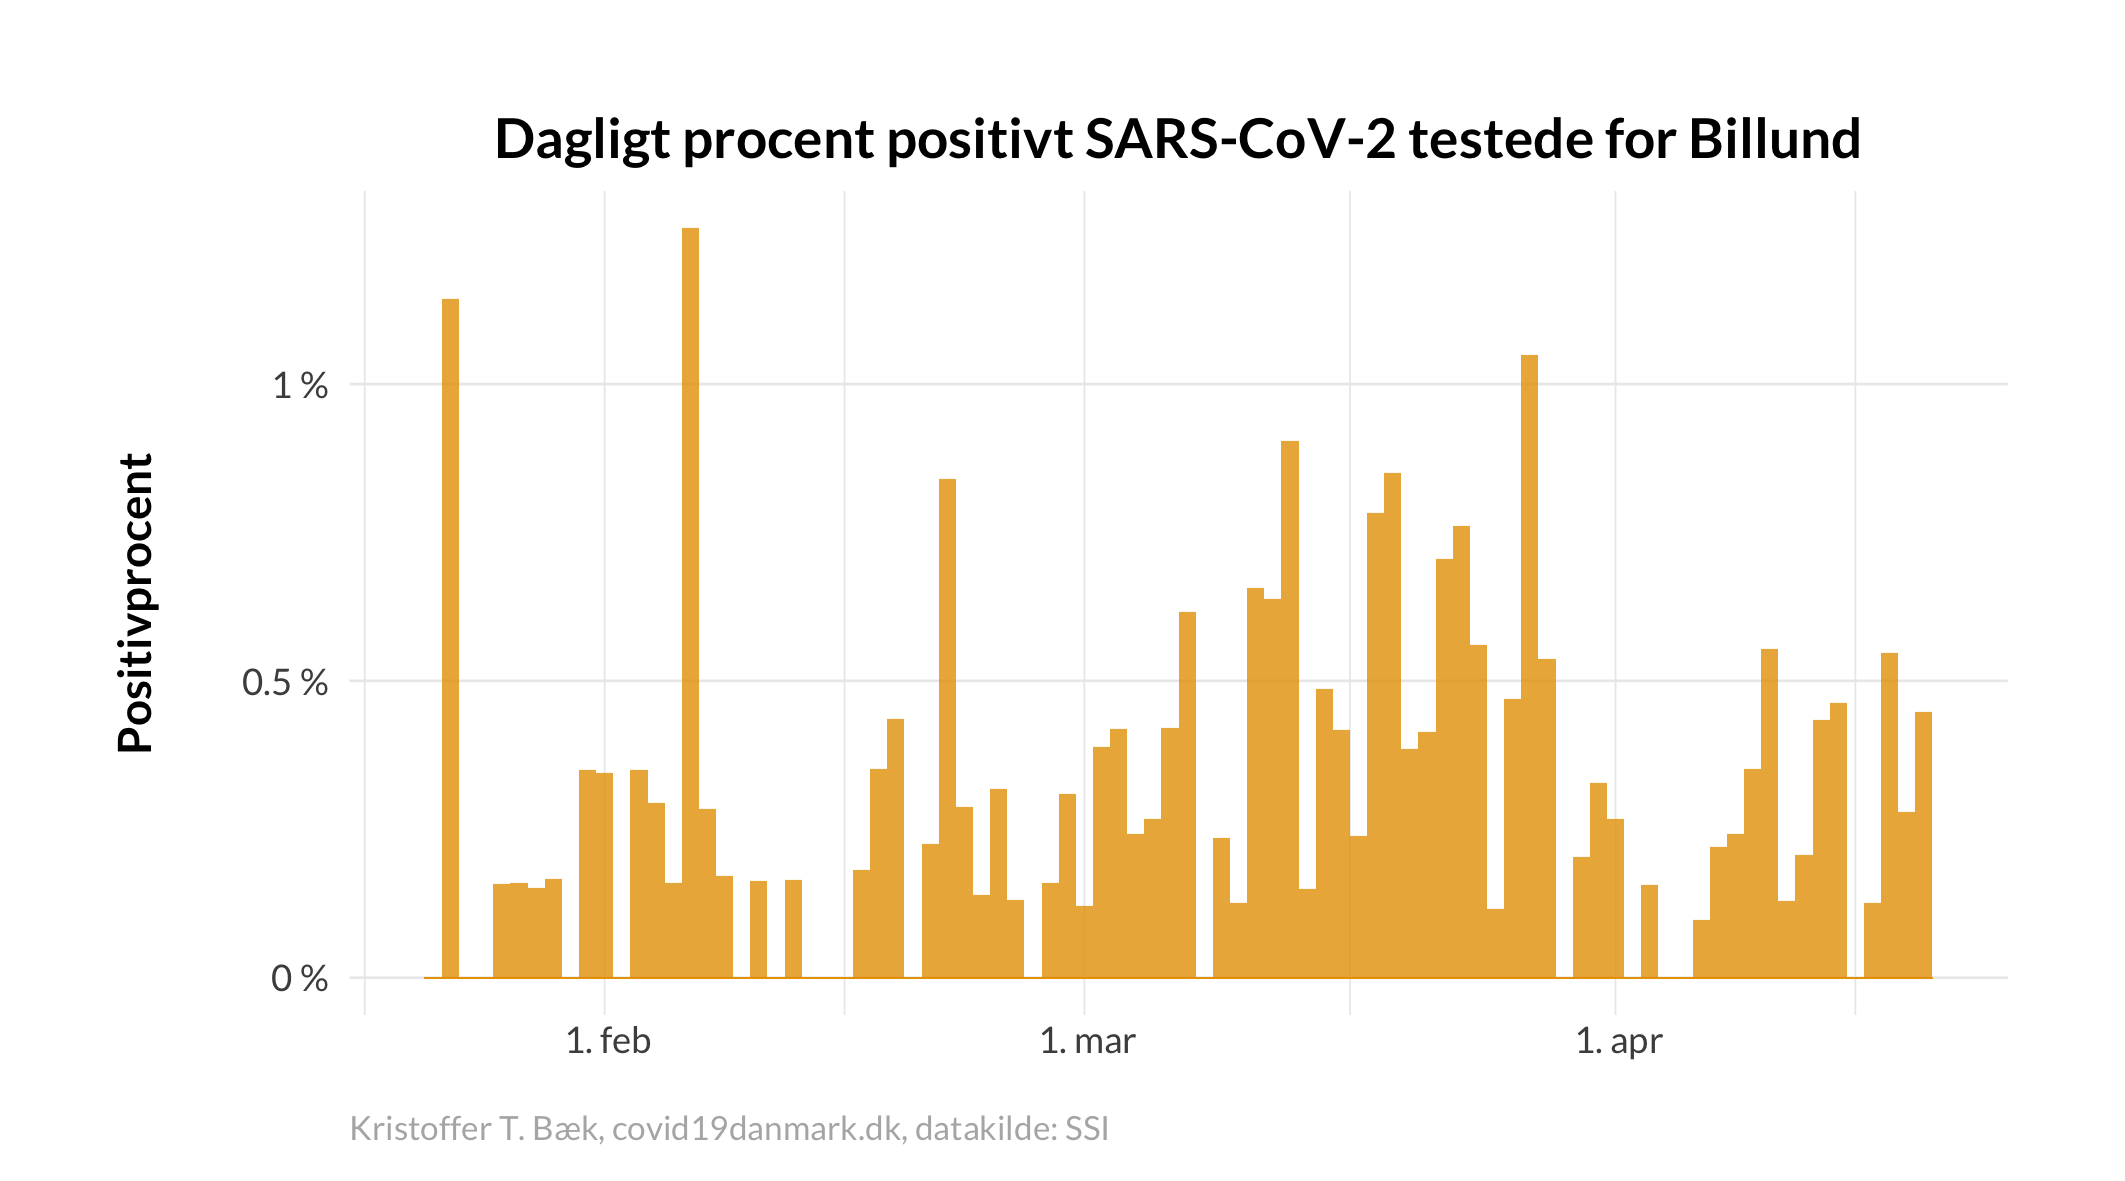 Dagligt procent positivt SARS-CoV-2 testede for Billund
Positivprocent
1 %
0.5 %
0 %
1. feb
1. mar
1. apr
Kristoffer T. Bæk, covid19danmark.dk, datakilde: SSI